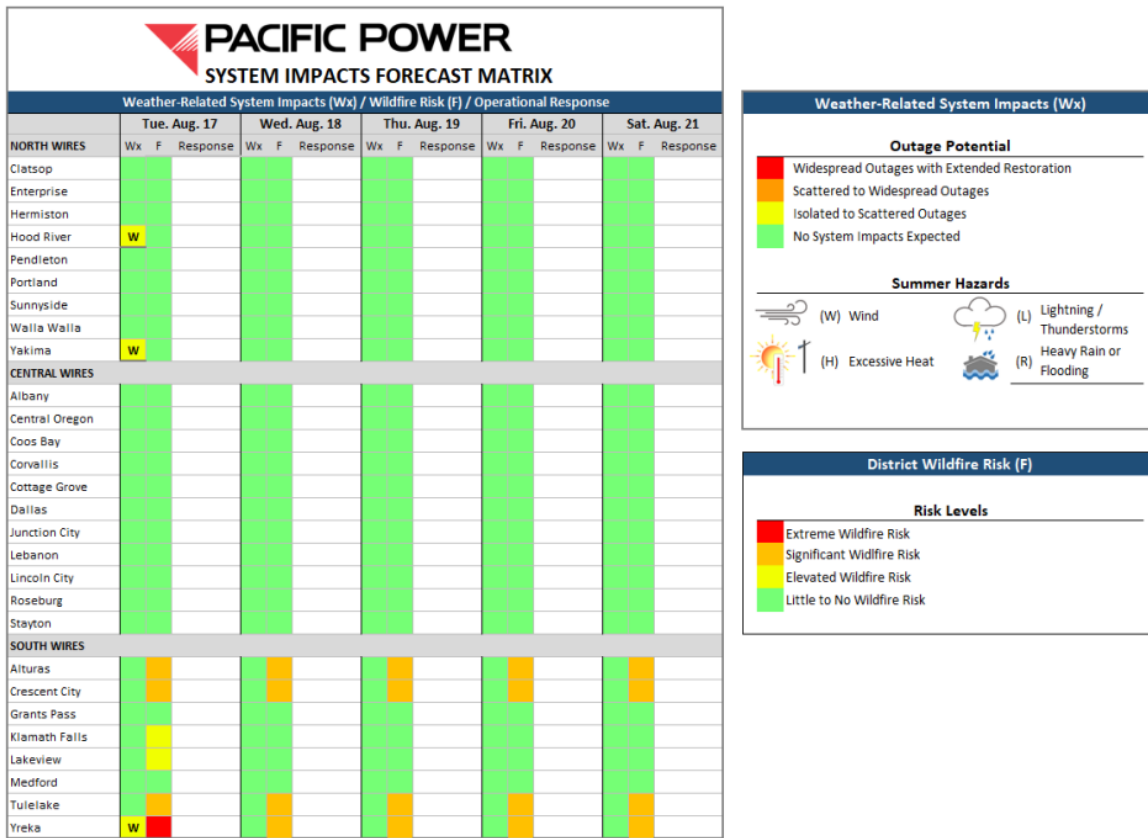 PACIFIC POWER
SYSTEM IMPACTS FORECAST MATRIX
Weather-Related System Impacts (Wx) / Wildfire Risk (F) / Operational Response
Tue. Aug. 17 Wed. Aug. 18 Thu. Aug. 19 Fri. Aug. 20 Sat. Aug. 21
NORTH WIRES Wx F Response Wx F Response Wx F Response Wx F Response Wx F Response
Clatsop
Enterprise
Hermiston
Hood River W
Pendleton
Portland
Sunnyside
Walla Walla
Yakima W
CENTRAL WIRES
Albany
Central Oregon
Coos Bay
Corvallis
Cottage Grove
Dallas
Junction City
Lebanon
Lincoln City
Roseburg
Stayton
SOUTH WIRES
Alturas
Crescent City
Grants Pass
Klamath Falls
Lakeview
Medford
Tulelake
Yreka W
Weather-Related System Impacts (Wx)
Outage Potential
Widespread Outages with Extended Restoration
Scattered to Widespread Outages
Isolated to Scattered Outages
No System Impacts Expected
Summer Hazards
(W) Wind
(L) Lightning /
Thunderstorms
(H) Excessive Heat
(R) Heavy Rain or
Flooding
District Wildfire Risk (F)
Risk Levels
Extreme Wildfire Risk
Significant Widlfire Risk
Elevated Wildfire Risk
Little to No Wildfire Risk